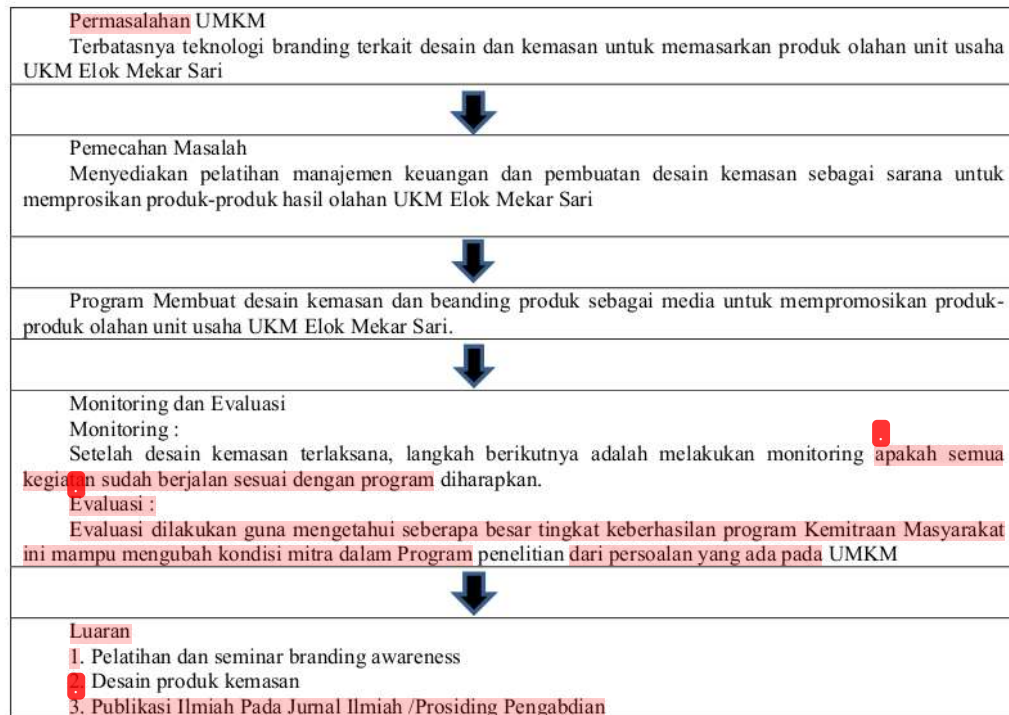 Permasalahan UMKM
Terbatasnya teknologi branding terkait desain dan kemasan untuk memasarkan produk olahan unit usaha
UKM Elok Mekar Sari
Pemecahan Masalah
Menyediakan pelatihan manajemen keuangan dan pembuatan desain kemasan sebagai sarana untuk
memprosikan produk-produk hasil olahan UKM Elok Mekar Sari
Program Membuat desain kemasan dan beanding produk sebagai media untuk mempromosikan produk-
produk olahan unit usaha UKM Elok Mekar Sari.
Monitoring dan Evaluasi
Monitoring :
Setelah desain kemasan terlaksana, langkah berikutnya adalah melakukan monitoring apakah semua
kegiatan sudah berjalan sesuai dengan program diharapkan.
Evaluasi :
Evaluasi dilakukan guna mengetahui seberapa besar tingkat keberhasilan program Kemitraan Masyarakat
ini mampu mengubah kondisi mitra dalam Program penelitian dari persoalan yang ada pada UMKM
Luaran
1. Pelatihan dan seminar branding awareness
2. Desain produk kemasan
3. Publikasi Ilmiah Pada Jurnal Ilmiah /Prosiding Pengabdian